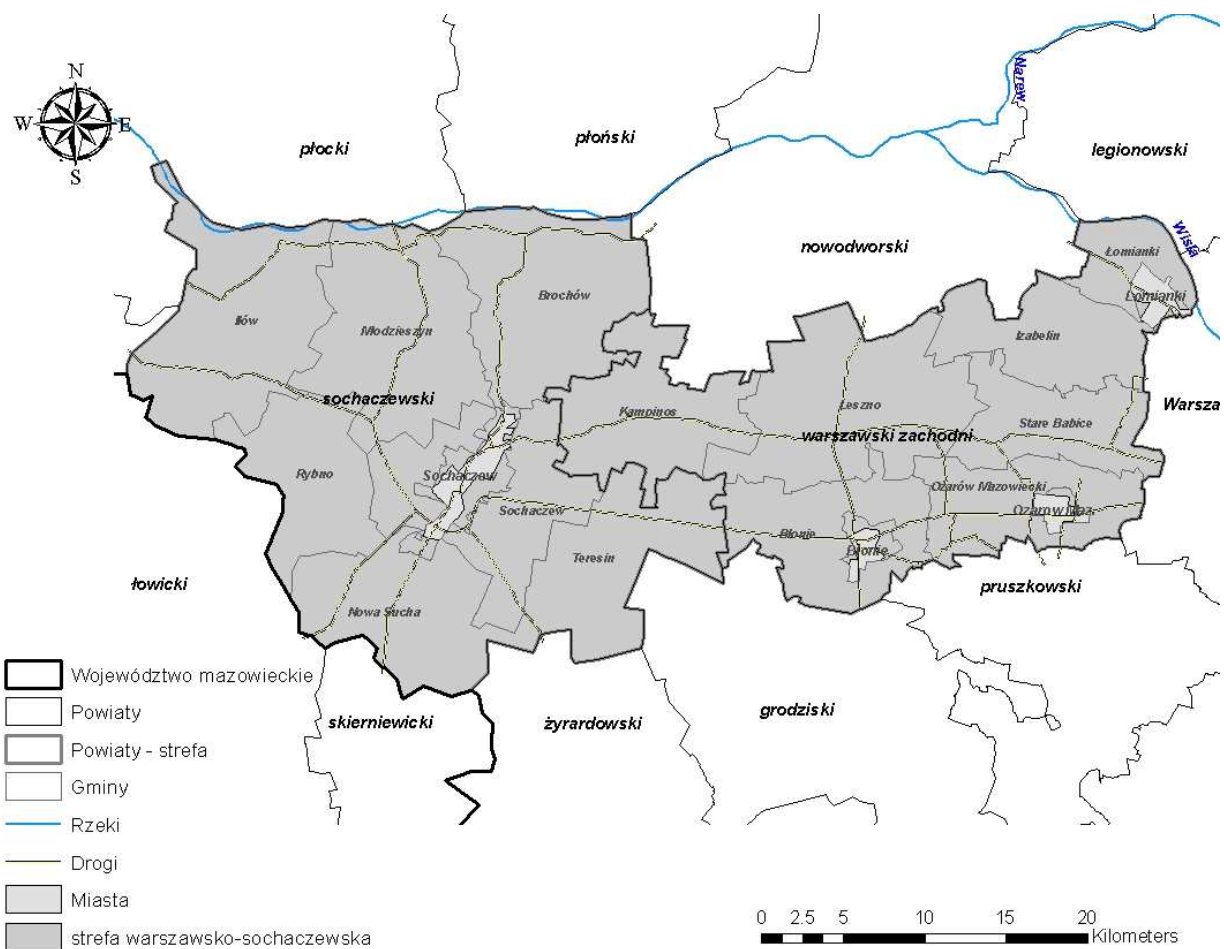 N
W E
S
płocki
płoński
Narew
legionowski
nowodworski
Wisła
Łomianki
Łomianki
Iłów
Młodzieszyn
Brochów
Izabelin
sochaczewski
Kampinos
Leszno
Warsza
warszawski zachodni
Stare Babice
Rybno
Sochaczew
Sochaczew
Ożarów Mazowiecki
Ożarów Maz.
Błonie
Błonie
Teresin
łowicki
Nowa Sucha
pruszkowski
skierniewicki
żyrardowski
grodziski
Województwo mazowieckie
Powiaty
Powiaty - strefa
Gminy
Rzeki
Drogi
Miasta
strefa warszawsko-sochaczewska
0 2.5 5 10 15 20
Kilometers